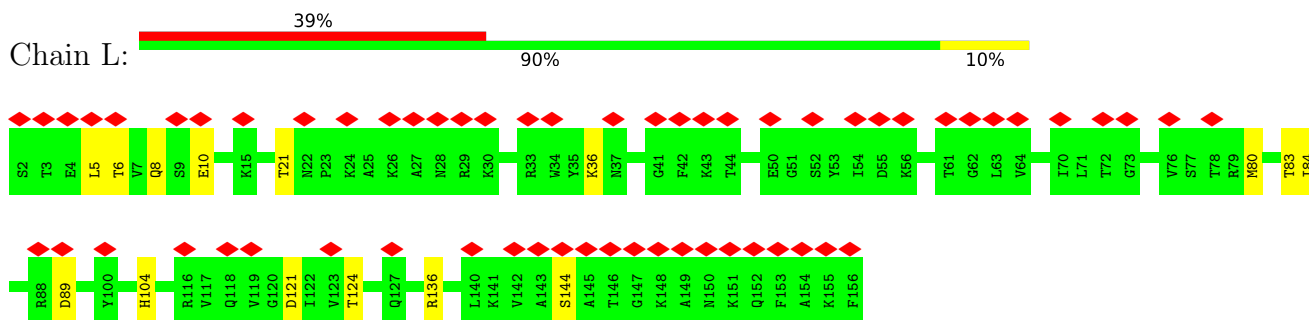 39%
Chain L:
90% 10%
S2 T3 E4 L5 T6 V7 Q8 S9 E10 K15 T21 N22 P23 K24 A25 K26 A27 N28 R29 K30 R33 W34 Y35 K36 N37 G41 F42 K43 T44 E50 G51 S52 Y53 I54 D55 K56 T61 G62 L63 V64 I70 L71 T72 G73 V76 S77 T78 R79 M80 T83 I84
R88 D89 Y100 H104 R116 V117 Q118 V119 G120 D121 I122 V123 T124 Q127 R136 L140 K141 V142 A143 S144 A145 T146 G147 K148 A149 N150 K151 Q152 F153 A154 K155 F156